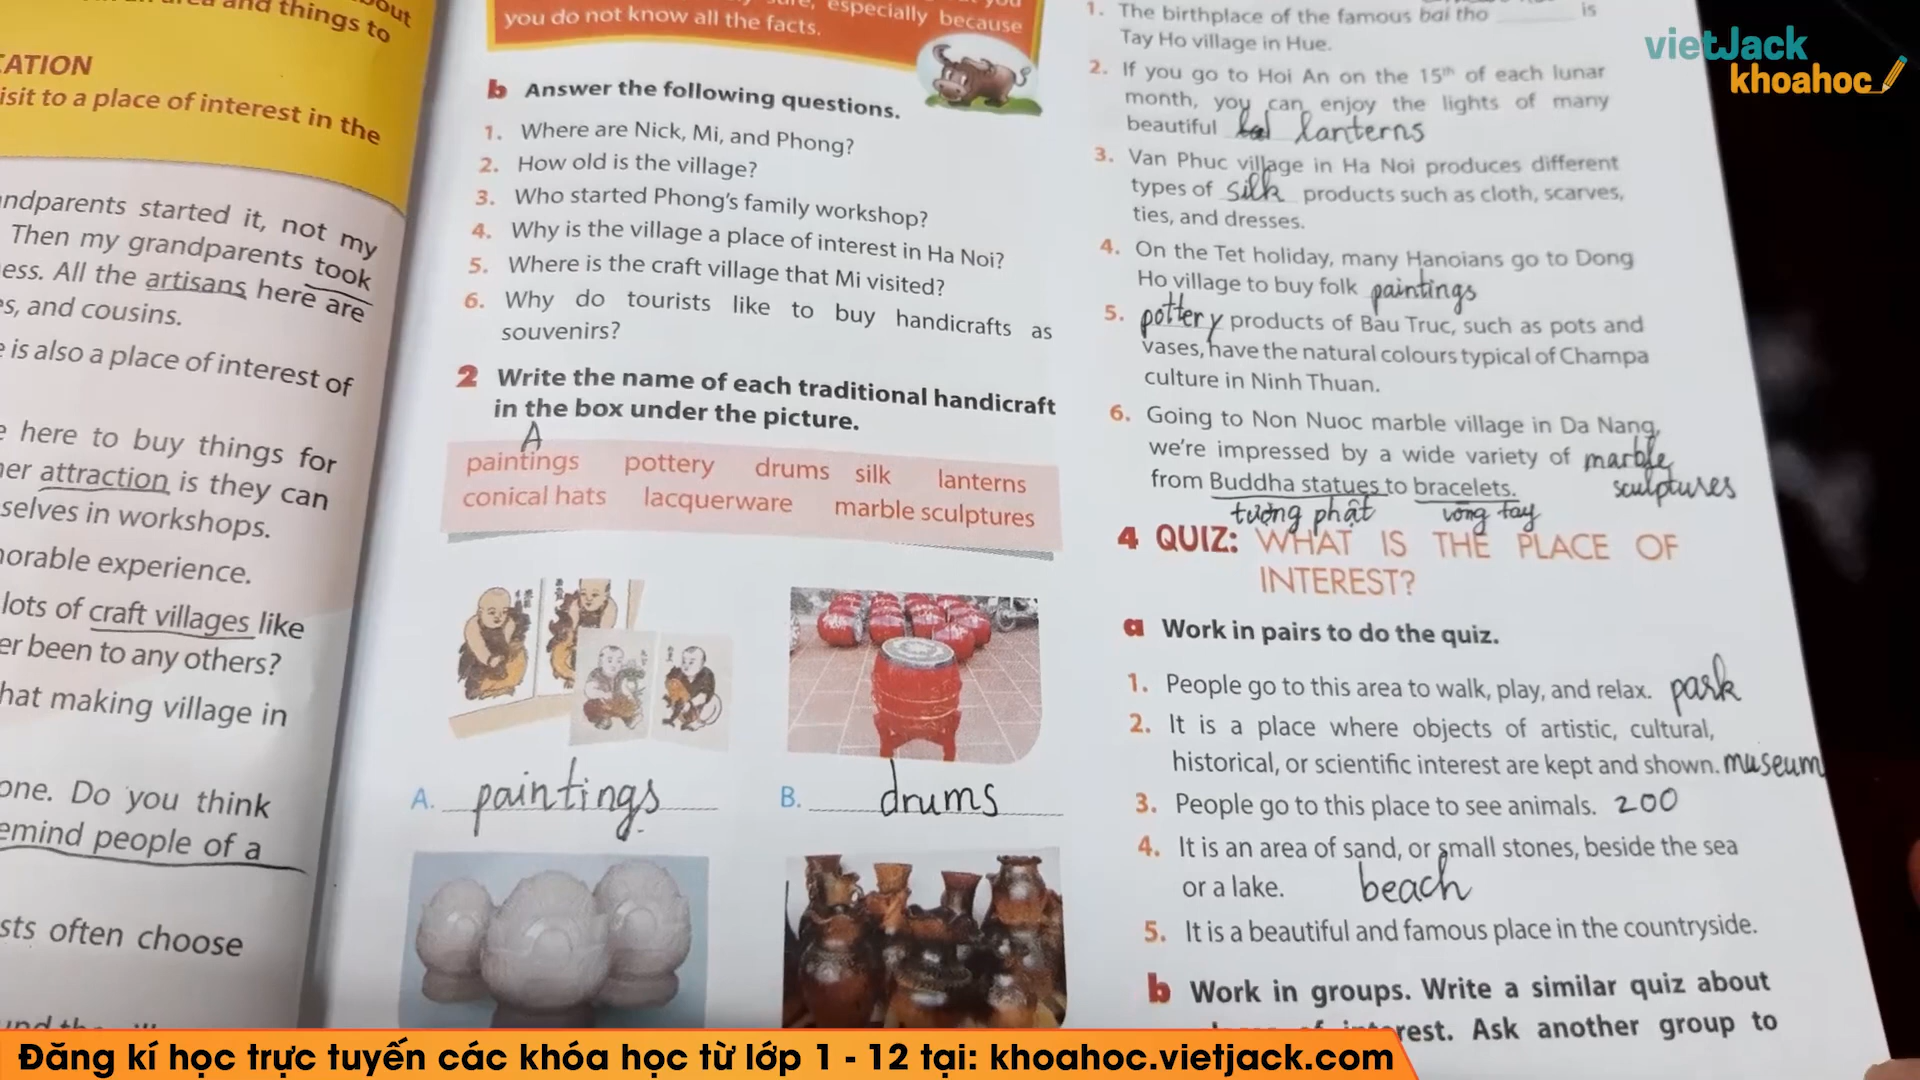 things to
CATION
isit to a place of interest in the
ndparents started it, not my
Then my grandparents took
ess. All the artisans here are
s, and cousins.
is also a place of interest of
here to buy things for
attraction is they can
selves in workshops.
orable experience.
lots of craft villages like
er been to any others?
hat making village in
one. Do you think
emind people of a
sts often choose
especially because
you do not know all the facts.
b Answer the following questions.
1. Where are Nick, Mi, and Phong?
2. How old is the village?
3. Who started Phong's family workshop?
4. Why is the village a place of interest in Ha Noi?
5. Where is the craft village that Mi visited?
6. Why do tourists like to buy handicrafts as
souvenirs?
2 Write the name of each traditional handicraft
in the box under the picture.
A
paintings pottery drums silk lanterns
conical hats lacquerware marble sculptures
A. paintings B. drums
1. The birthplace of the famous bai tho ______ is
Tay Ho village in Hue.
2. If you go to Hoi An on the 15th of each lunar
month, you can enjoy the lights of many
beautiful lanterns
3. Van Phuc village in Ha Noi produces different
types of silk products such as cloth, scarves,
ties, and dresses.
4. On the Tet holiday, many Hanoians go to Dong
Ho village to buy folk paintings
5. pottery products of Bau Truc, such as pots and
vases, have the natural colours typical of Champa
culture in Ninh Thuan.
6. Going to Non Nuoc marble village in Da Nang,
we're impressed by a wide variety of marble
from Buddha statues to bracelets. sculptures
tượng phật vòng tay
4 QUIZ: WHAT IS THE PLACE OF
INTEREST?
a Work in pairs to do the quiz.
1. People go to this area to walk, play, and relax. park
2. It is a place where objects of artistic, cultural,
historical, or scientific interest are kept and shown. museum
3. People go to this place to see animals. zoo
4. It is an area of sand, or small stones, beside the sea
or a lake. beach
5. It is a beautiful and famous place in the countryside.
b Work in groups. Write a similar quiz about
Ask another group to
vietJack
khoahoc
Đăng kí học trực tuyến các khóa học từ lớp 1 - 12 tại: khoahoc.vietjack.com